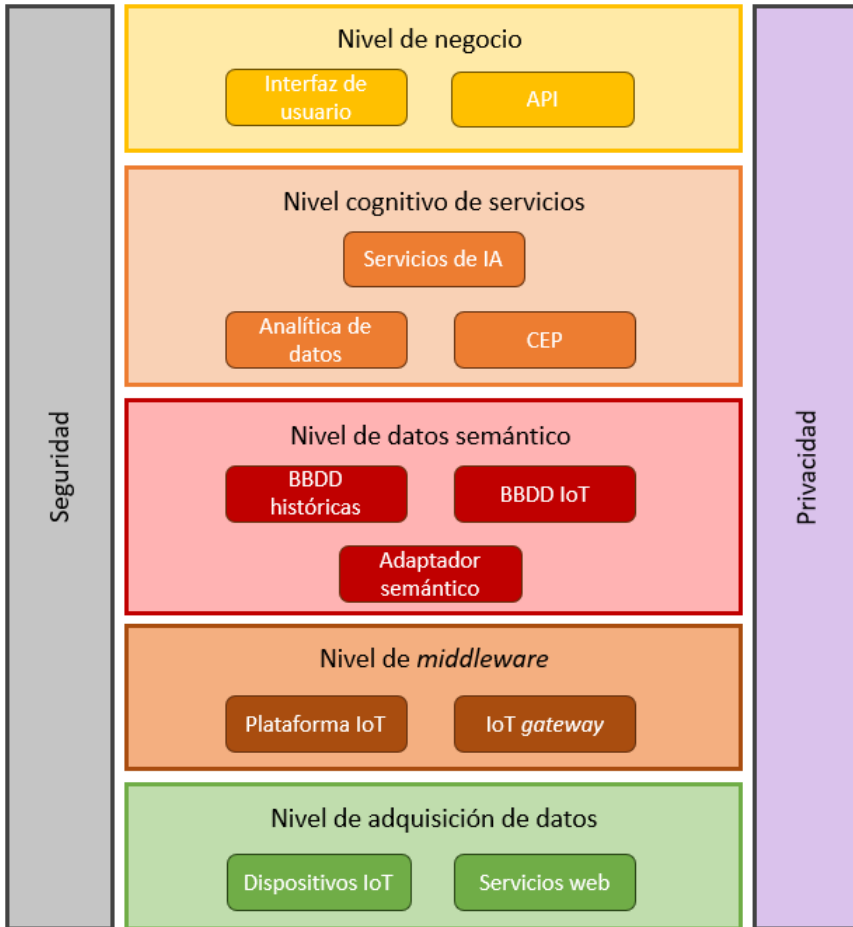 Seguridad
Nivel de negocio
Interfaz de
usuario
API
Nivel cognitivo de servicios
Servicios de IA
Analítica de
datos
CEP
Nivel de datos semántico
BBDD
históricas
BBDD IoT
Adaptador
semántico
Nivel de middleware
Plataforma IoT
IoT gateway
Nivel de adquisición de datos
Dispositivos IoT
Servicios web
Privacidad